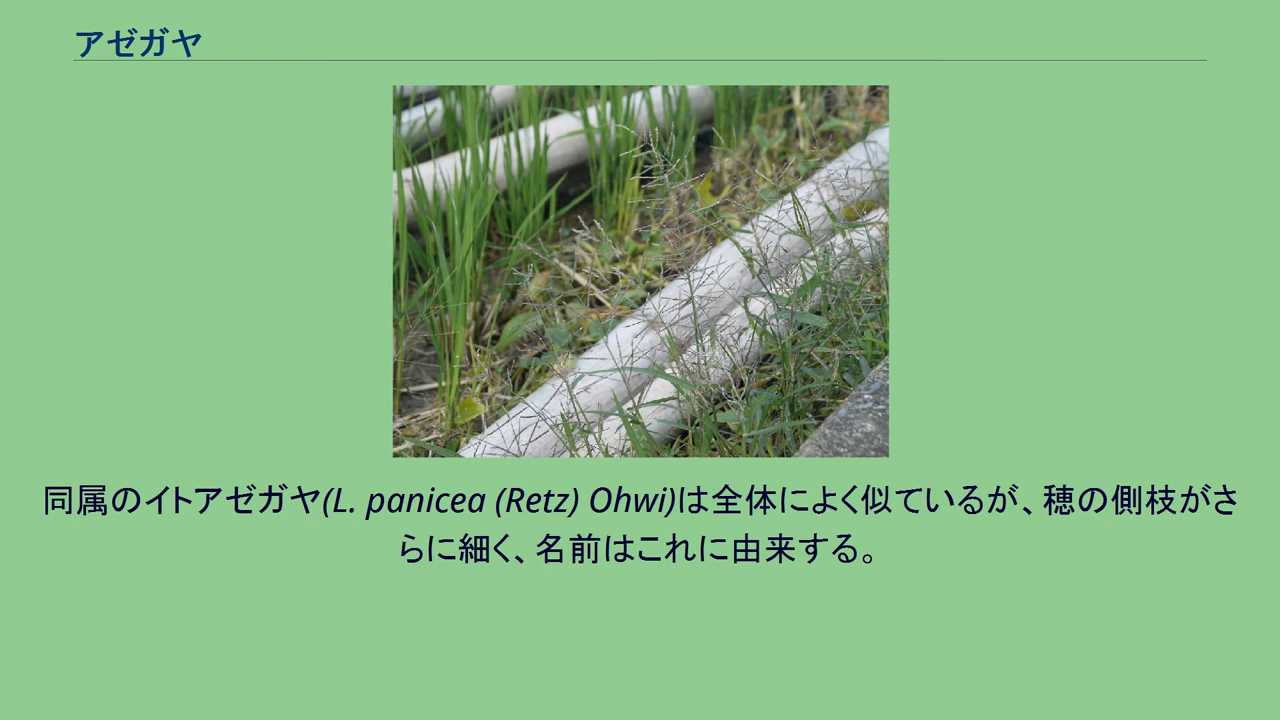 アゼガヤ
同属のイトアゼガヤ(L. panicea (Retz) Ohwi)は全体によく似ているが、穂の側枝がさ
らに細く、名前はこれに由来する。